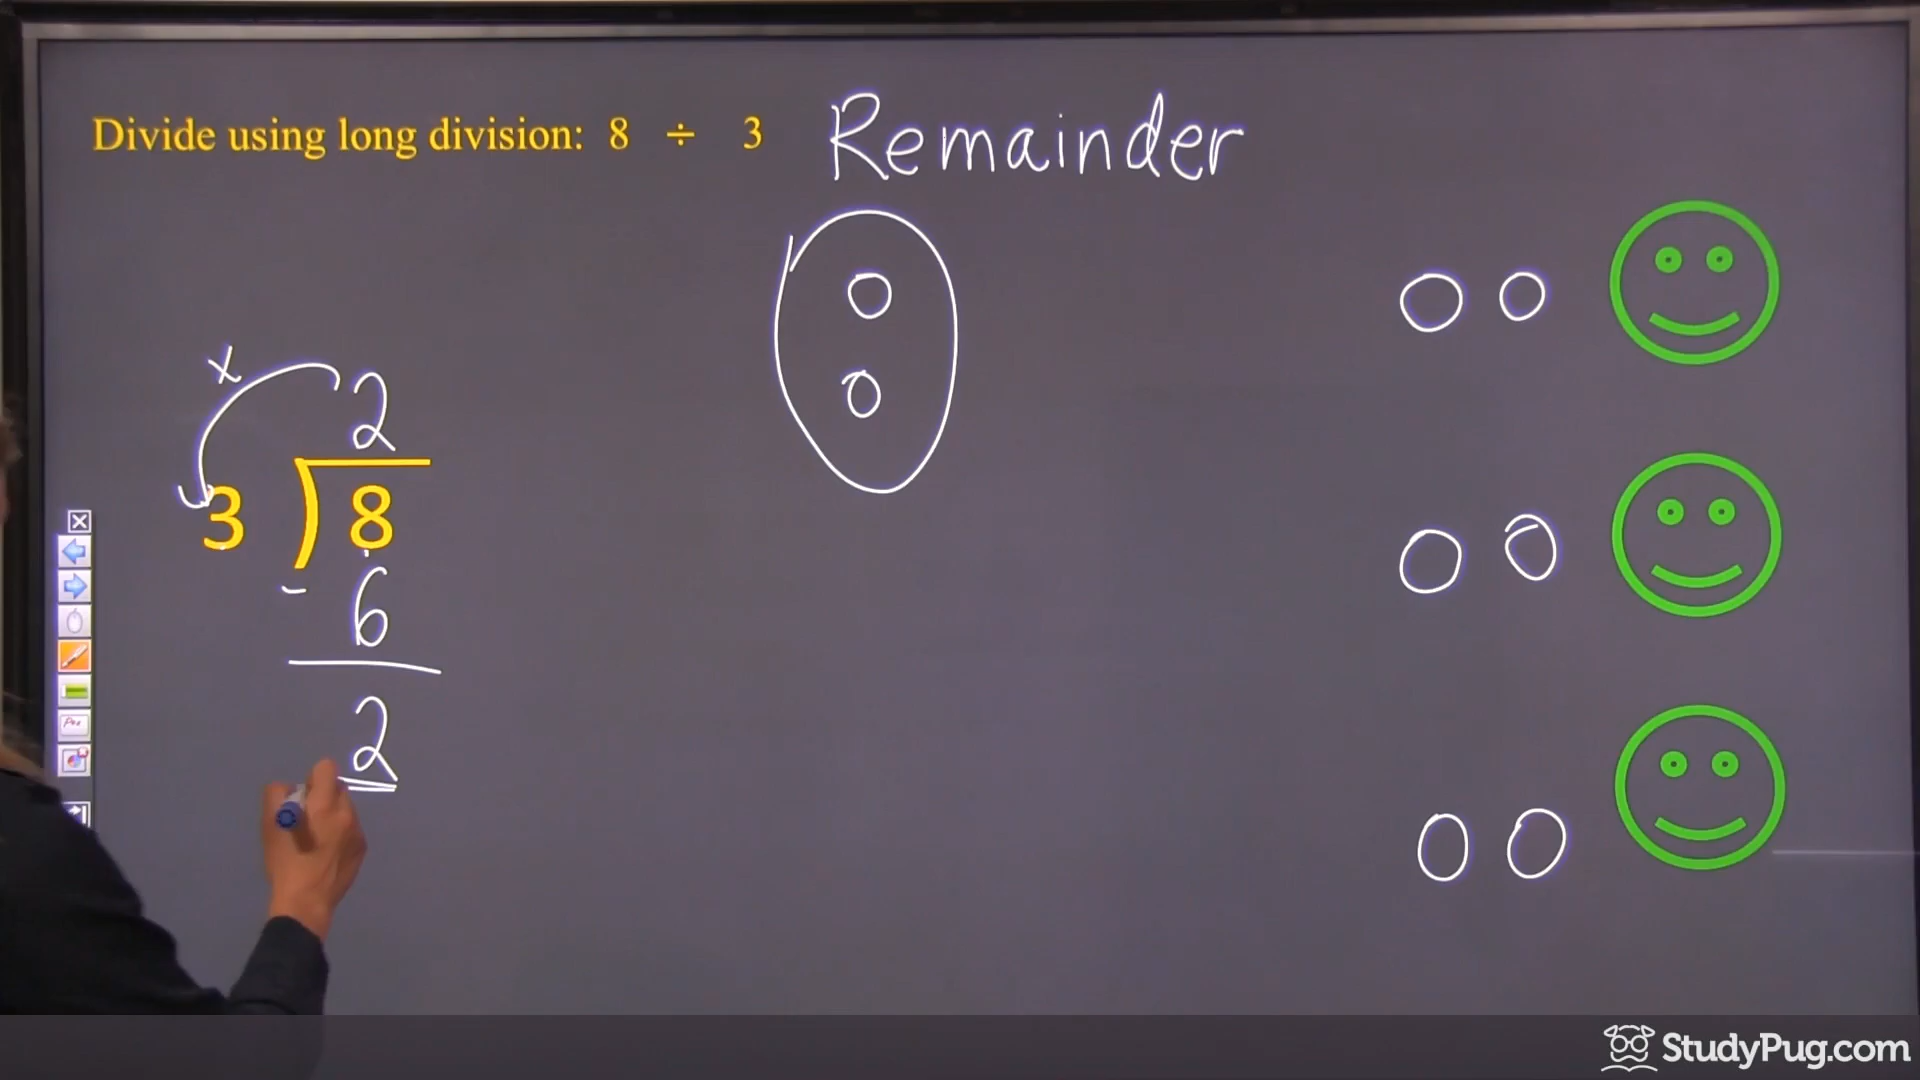 Divide using long division: 8 ÷ 3
Remainder
x
2
3 8
- 6
2
StudyPug.com